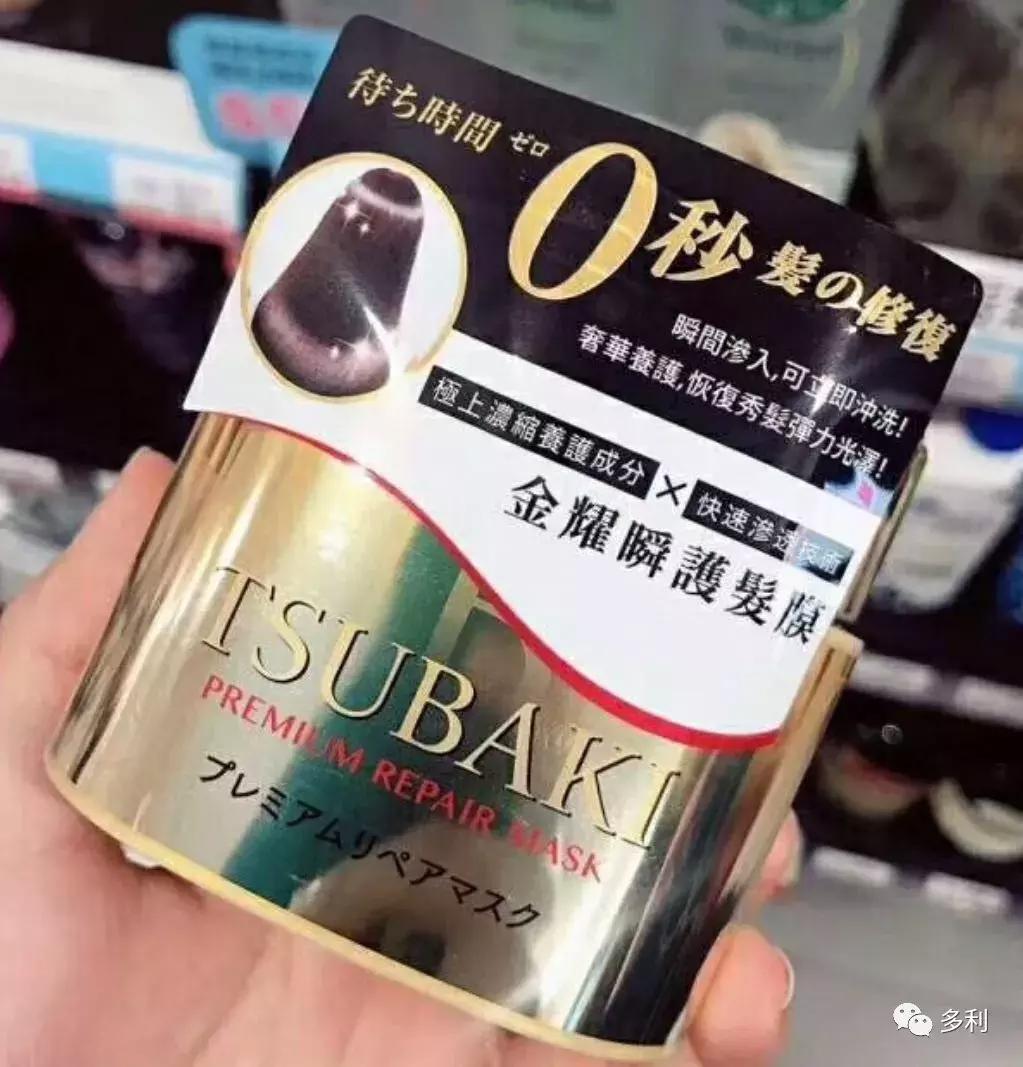 待ち時間 ゼロ 0秒 髮の修復
瞬間滲入,可立即沖洗!
奢華養護,恢復秀髮彈力光澤!
極上濃縮養護成分 × 快速滲透技術
金耀瞬護髮膜
TSUBAKI
PREMIUM REPAIR MASK
プレミアムリペアマスク
多利